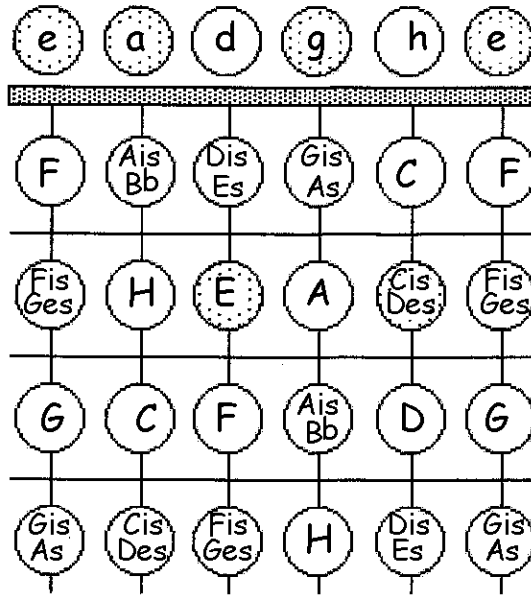 e a d g h e
F Ais Bb Dis Es Gis As C F
Fis Ges H E A Cis Des Fis Ges
G C F Ais Bb D G
Gis As Cis Des Fis Ges H Dis Es Gis As